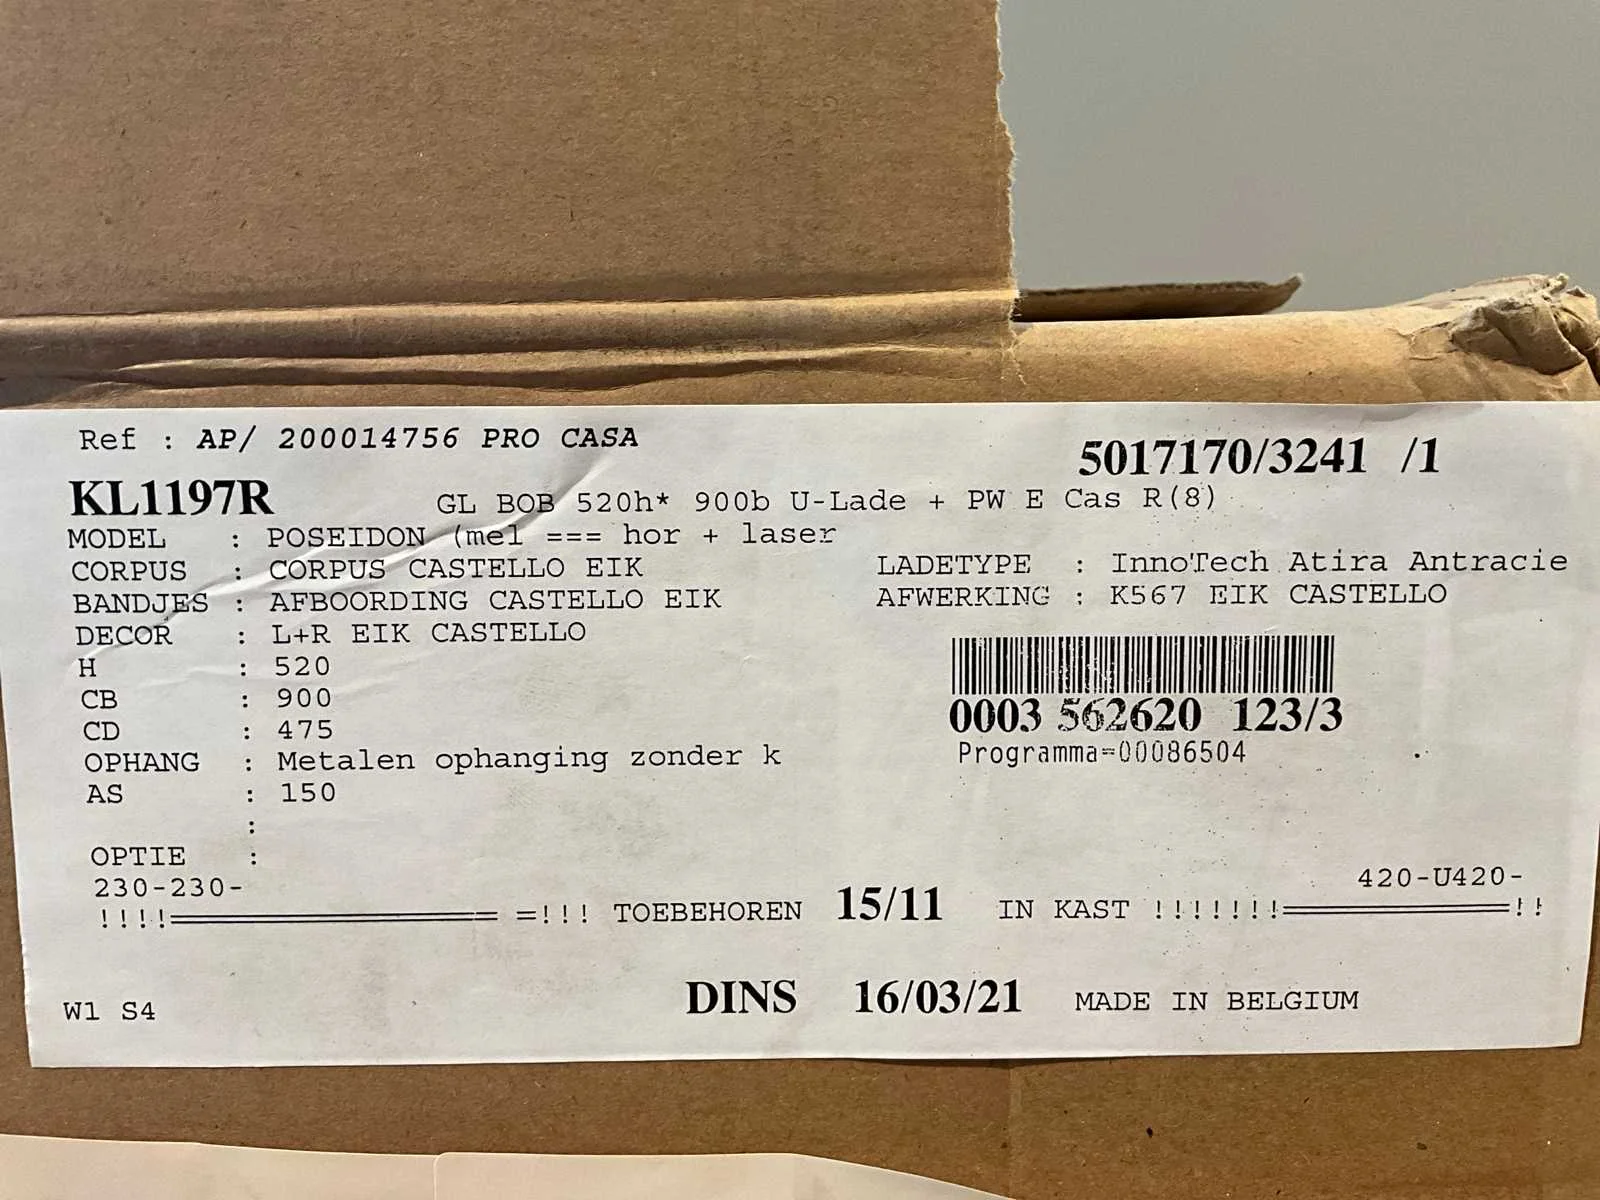 Ref : AP/ 200014756 PRO CASA
5017170/3241 /1
KL1197R GL BOB 520h* 900b U-Lade + PW E Cas R(8)
MODEL : POSEIDON (mel === hor + laser
CORPUS : CORPUS CASTELLO EIK
LADETYPE : InnoTech Atira Antracie
BANDJES : AFBOORDING CASTELLO EIK
AFWERKING : K567 EIK CASTELLO
DECOR : L+R EIK CASTELLO
H : 520
CB : 900
CD : 475
0003 562620 123/3
Programma=00086504
OPHANG : Metalen ophanging zonder k
AS : 150
:
OPTIE :
230-230-
420-U420-
!!!!================ =!!! TOEBEHOREN 15/11 IN KAST !!!!!!!===========!!
DINS 16/03/21 MADE IN BELGIUM
W1 S4